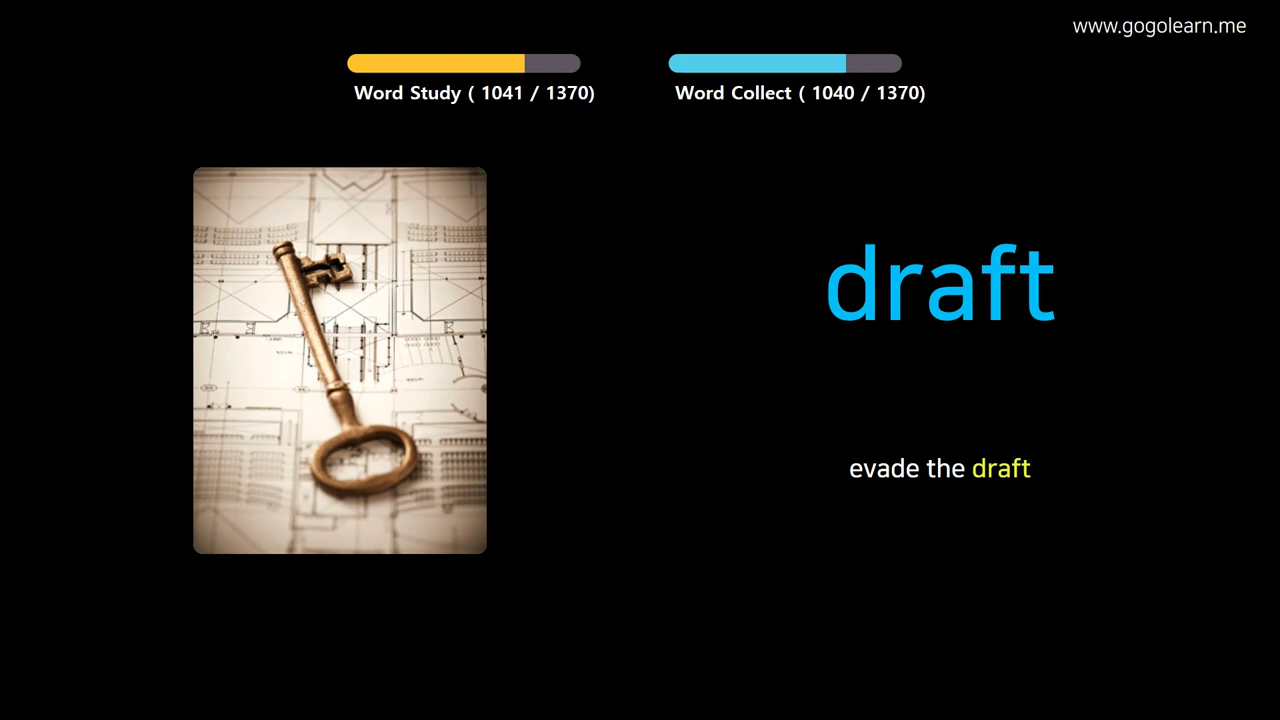 www.gogolearn.me
Word Study ( 1041 / 1370)
Word Collect ( 1040 / 1370)
draft
evade the draft